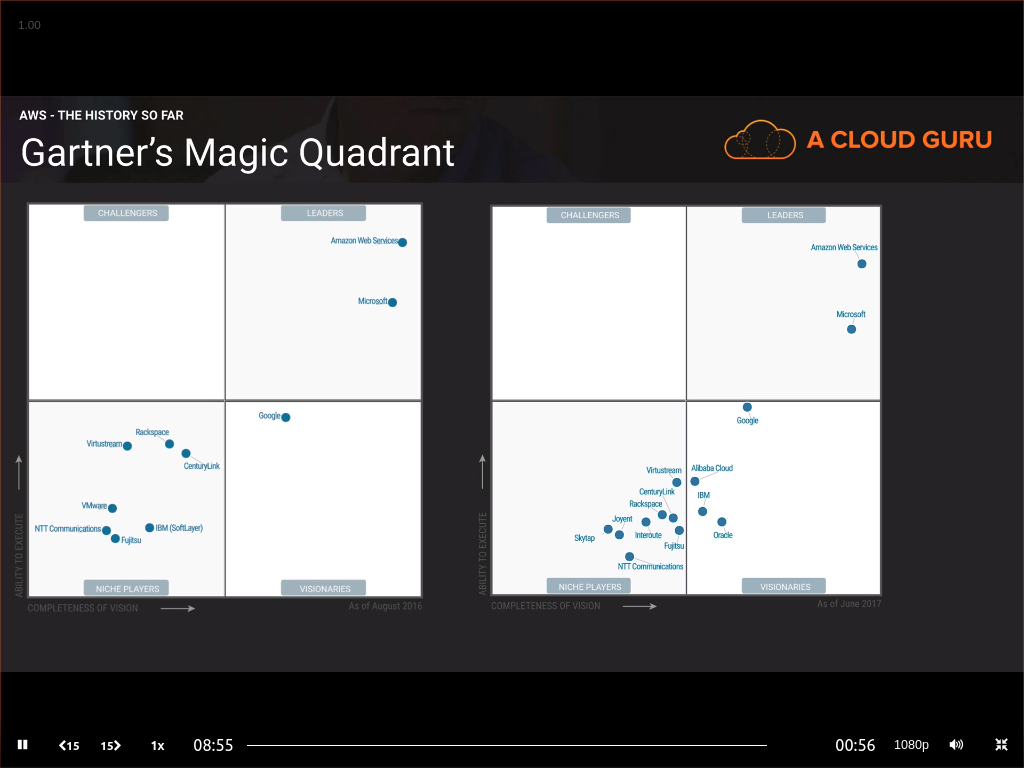 1.00
AWS - THE HISTORY SO FAR
Gartner's Magic Quadrant
A CLOUD GURU
CHALLENGERS
LEADERS
Amazon Web Services
Microsoft
Google
Rackspace
Virtustream
CenturyLink
VMware
NTT Communications
IBM (SoftLayer)
Fujitsu
NICHE PLAYERS
VISIONARIES
ABILITY TO EXECUTE
COMPLETENESS OF VISION
As of August 2016
CHALLENGERS
LEADERS
Amazon Web Services
Microsoft
Google
Virtustream
Alibaba Cloud
CenturyLink
IBM
Rackspace
Joyent
Skytap
Interoute
Oracle
Fujitsu
NTT Communications
NICHE PLAYERS
VISIONARIES
ABILITY TO EXECUTE
COMPLETENESS OF VISION
As of June 2017
15
15
1x
08:55
00:56
1080p